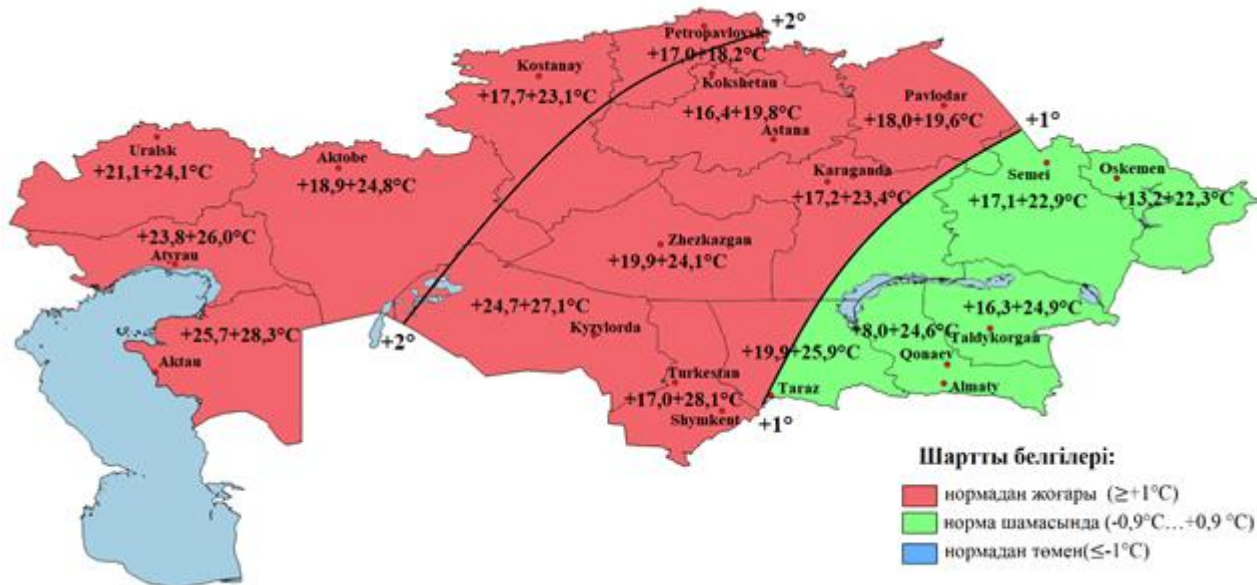 Petropavlovsk
+2°
+17,0+18,2°C
Kostanay
+17,7+23,1°C
Kokshetau
+16,4+19,8°C
Astana
Pavlodar
+18,0+19,6°C
+1°
Uralsk
+21,1+24,1°C
Aktobe
+18,9+24,8°C
Karaganda
+17,2+23,4°C
Semei
+17,1+22,9°C
Oskemen
+13,2+22,3°C
+23,8+26,0°C
Atyrau
Zhezkazgan
+19,9+24,1°C
+25,7+28,3°C
Aktau
+2°
+24,7+27,1°C
Kyzylorda
+16,3+24,9°C
Taldykorgan
+8,0+24,6°C
Qonaev
Almaty
+19,9+25,9°C
Taraz
+1°
Turkestan
+17,0+28,1°C
Shymkent
Шартты белгілері:
нормадан жоғары (≥+1°C)
норма шамасында (-0,9°C…+0,9 °C)
нормадан төмен(≤-1°C)